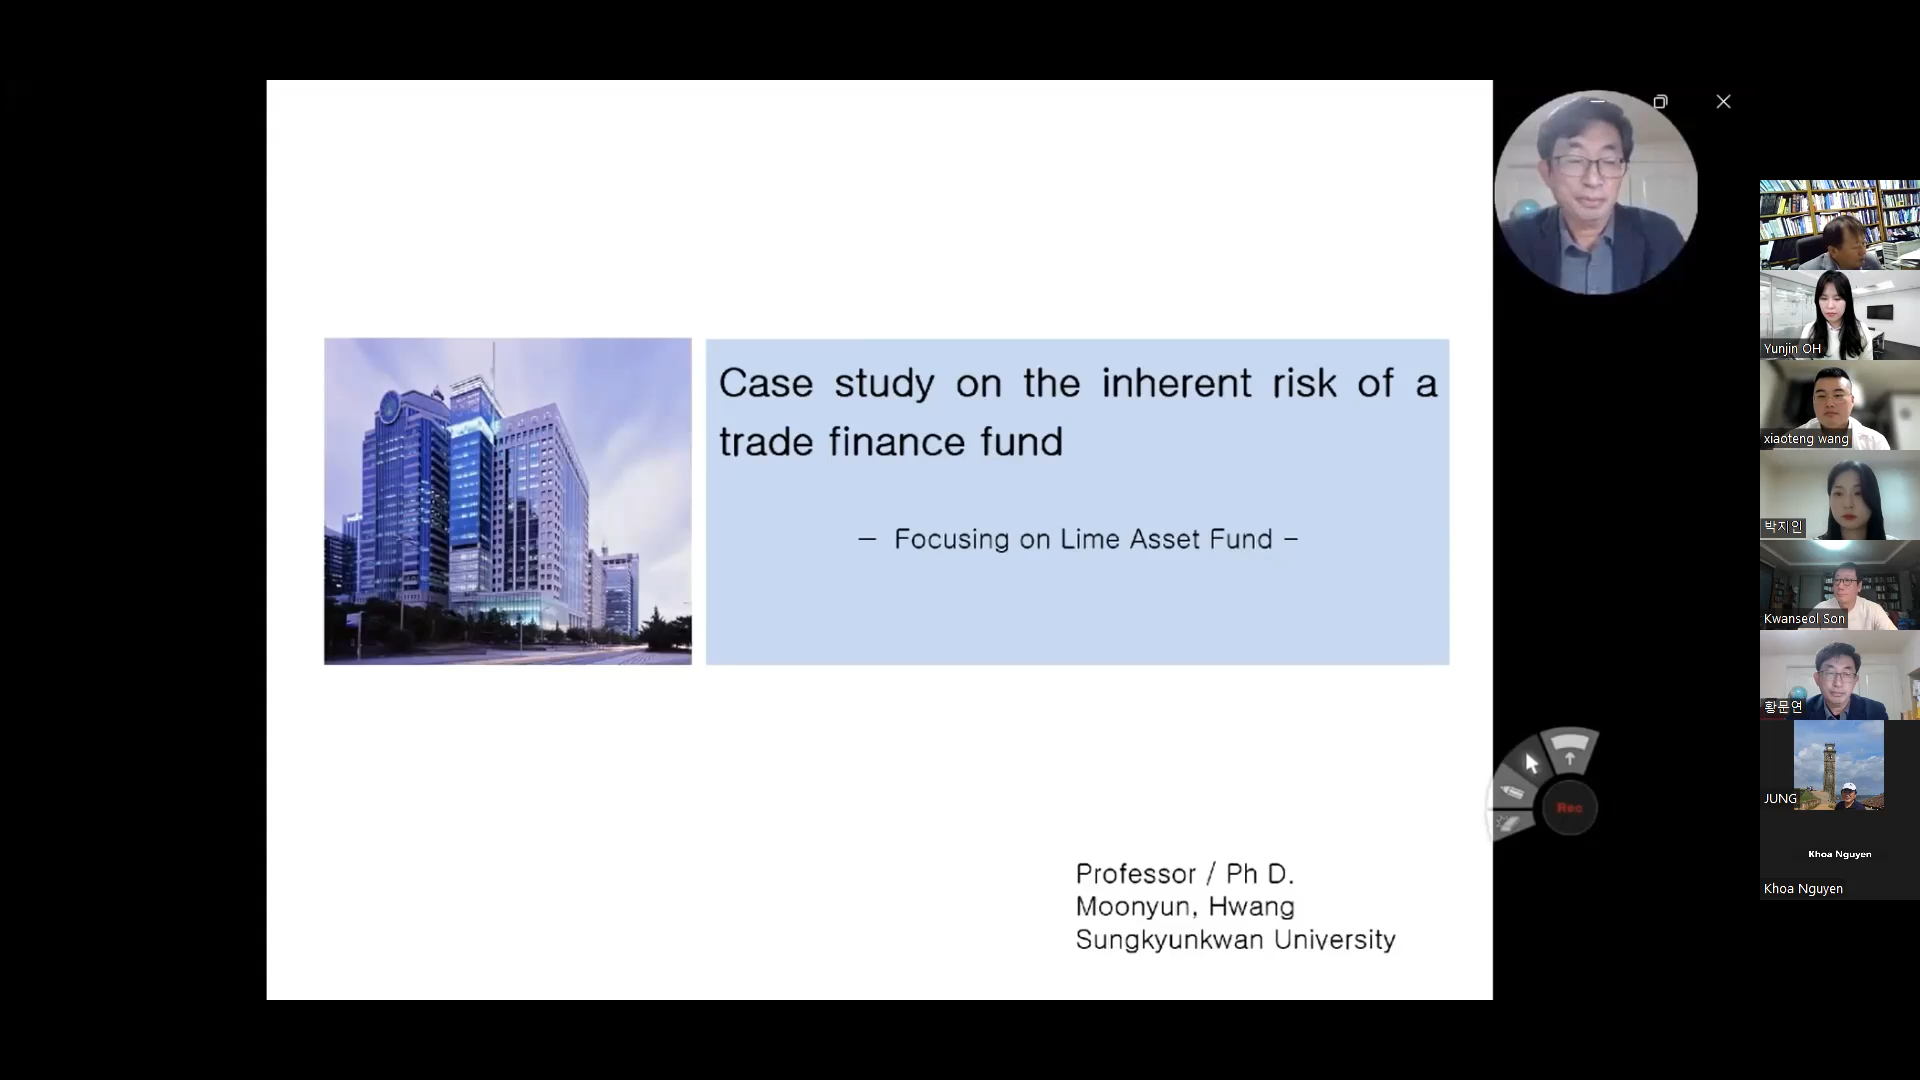 Case study on the inherent risk of a
trade finance fund
– Focusing on Lime Asset Fund –
Professor / Ph D.
Moonyun, Hwang
Sungkyunkwan University
Rec
Yunjin OH
xiaoteng wang
박지인
Kwanseol Son
황문연
JUNG
Khoa Nguyen
Khoa Nguyen